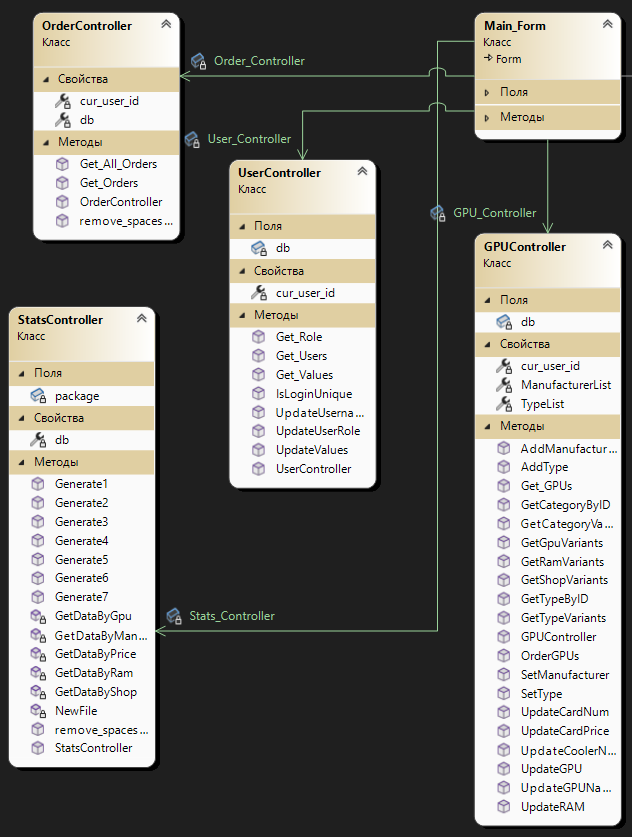 OrderController
Класс
Свойства
cur_user_id
db
Методы
Get_All_Orders
Get_Orders
OrderController
remove_spaces...
Order_Controller
User_Controller
Main_Form
Класс
Form
Поля
Методы
UserController
Класс
Поля
db
Свойства
cur_user_id
Методы
Get_Role
Get_Users
Get_Values
IsLoginUnique
UpdateUserna...
UpdateUserRole
UpdateValues
UserController
GPU_Controller
GPUController
Класс
Поля
db
Свойства
cur_user_id
ManufacturerList
TypeList
Методы
AddManufactur...
AddType
Get_GPUs
GetCategoryByID
GetCategoryVa...
GetGpuVariants
GetRamVariants
GetShopVariants
GetTypeByID
GetTypeVariants
GPUController
OrderGPUs
SetManufacturer
SetType
UpdateCardNum
UpdateCardPrice
UpdateCoolerN...
UpdateGPU
UpdateGPUNa...
UpdateRAM
StatsController
Класс
Поля
package
Свойства
db
Методы
Generate1
Generate2
Generate3
Generate4
Generate5
Generate6
Generate7
GetDataByGpu
GetDataByMan...
GetDataByPrice
GetDataByRam
GetDataByShop
NewFile
remove_spaces...
StatsController
Stats_Controller